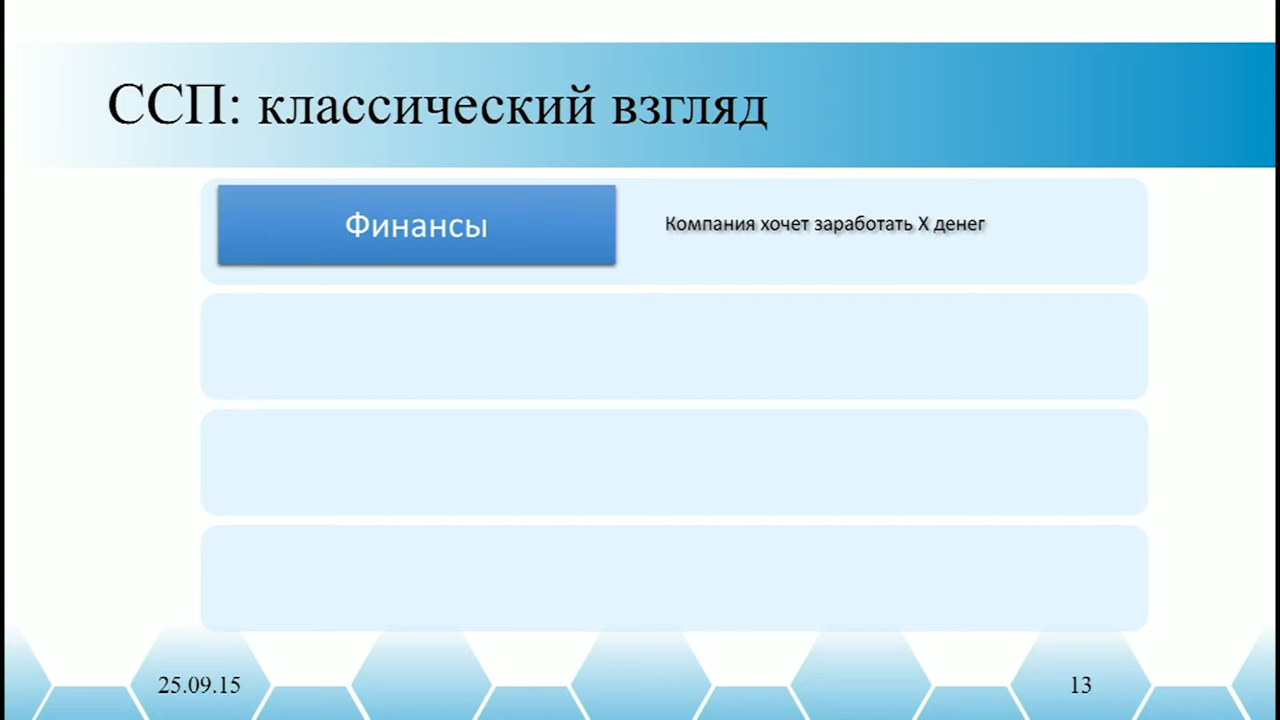 ССП: классический взгляд
Финансы
Компания хочет заработать X денег
25.09.15
13